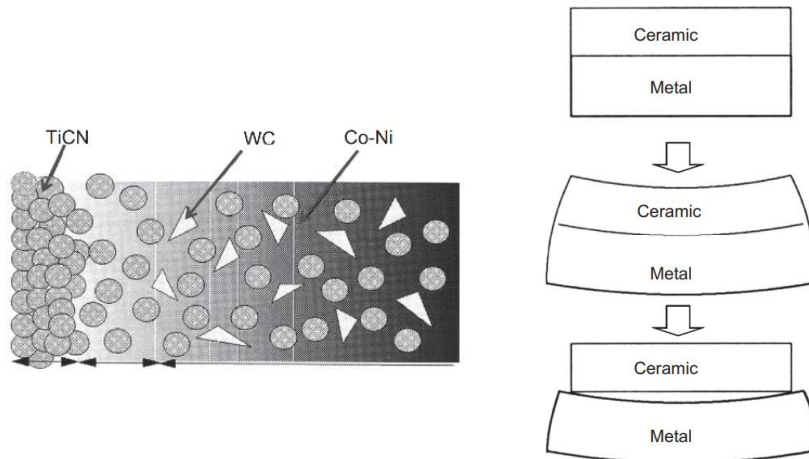 TiCN
WC
Co-Ni
Ceramic
Metal
Ceramic
Metal
Ceramic
Metal